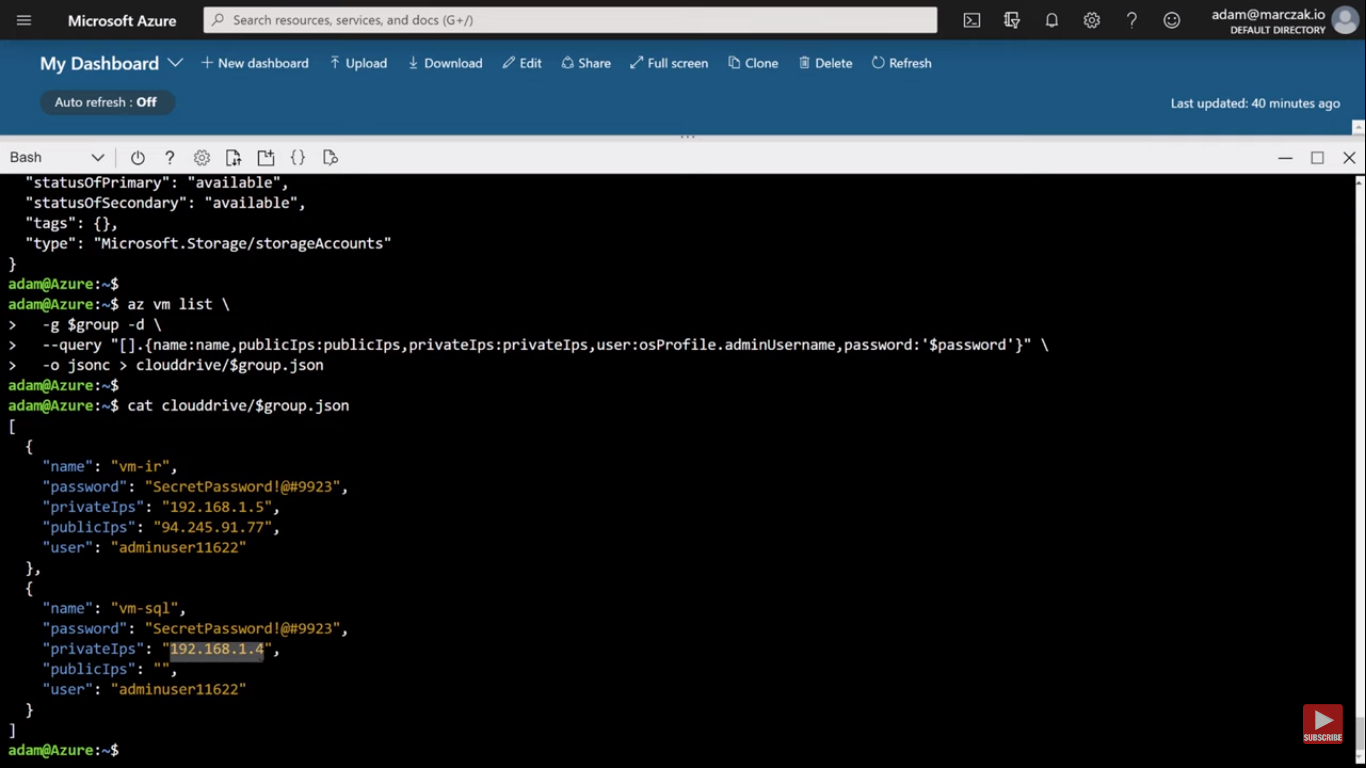 Microsoft Azure
Search resources, services, and docs (G+/)
adam@marczak.io
DEFAULT DIRECTORY
My Dashboard
New dashboard
Upload
Download
Edit
Share
Full screen
Clone
Delete
Refresh
Auto refresh : Off
Last updated: 40 minutes ago
Bash
"statusOfPrimary": "available",
"statusOfSecondary": "available",
"tags": {},
"type": "Microsoft.Storage/storageAccounts"
}
adam@Azure:~$
adam@Azure:~$ az vm list \
> -g $group -d \
> --query "[].{name:name,publicIps:publicIps,privateIps:privateIps,user:osProfile.adminUsername,password:'$password'}" \
> -o jsonc > clouddrive/$group.json
adam@Azure:~$
adam@Azure:~$ cat clouddrive/$group.json
[
{
"name": "vm-ir",
"password": "SecretPassword!@#9923",
"privateIps": "192.168.1.5",
"publicIps": "94.245.91.77",
"user": "adminuser11622"
},
{
"name": "vm-sql",
"password": "SecretPassword!@#9923",
"privateIps": "192.168.1.4",
"publicIps": "",
"user": "adminuser11622"
}
]
adam@Azure:~$
SUBSCRIBE